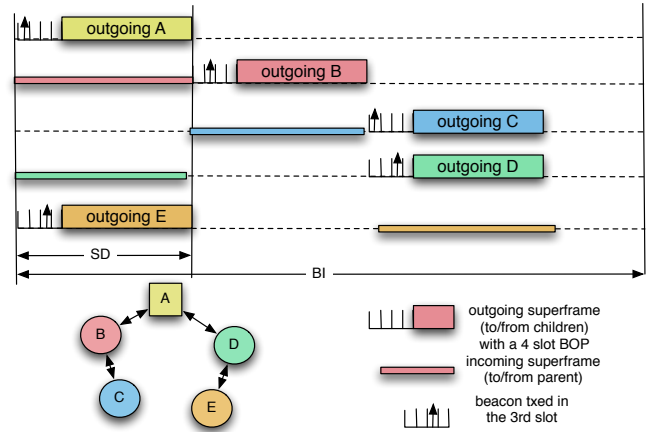 outgoing A
outgoing B
outgoing C
outgoing D
outgoing E
SD
BI
A
B
D
C
E
outgoing superframe
(to/from children)
with a 4 slot BOP
incoming superframe
(to/from parent)
beacon txed in
the 3rd slot